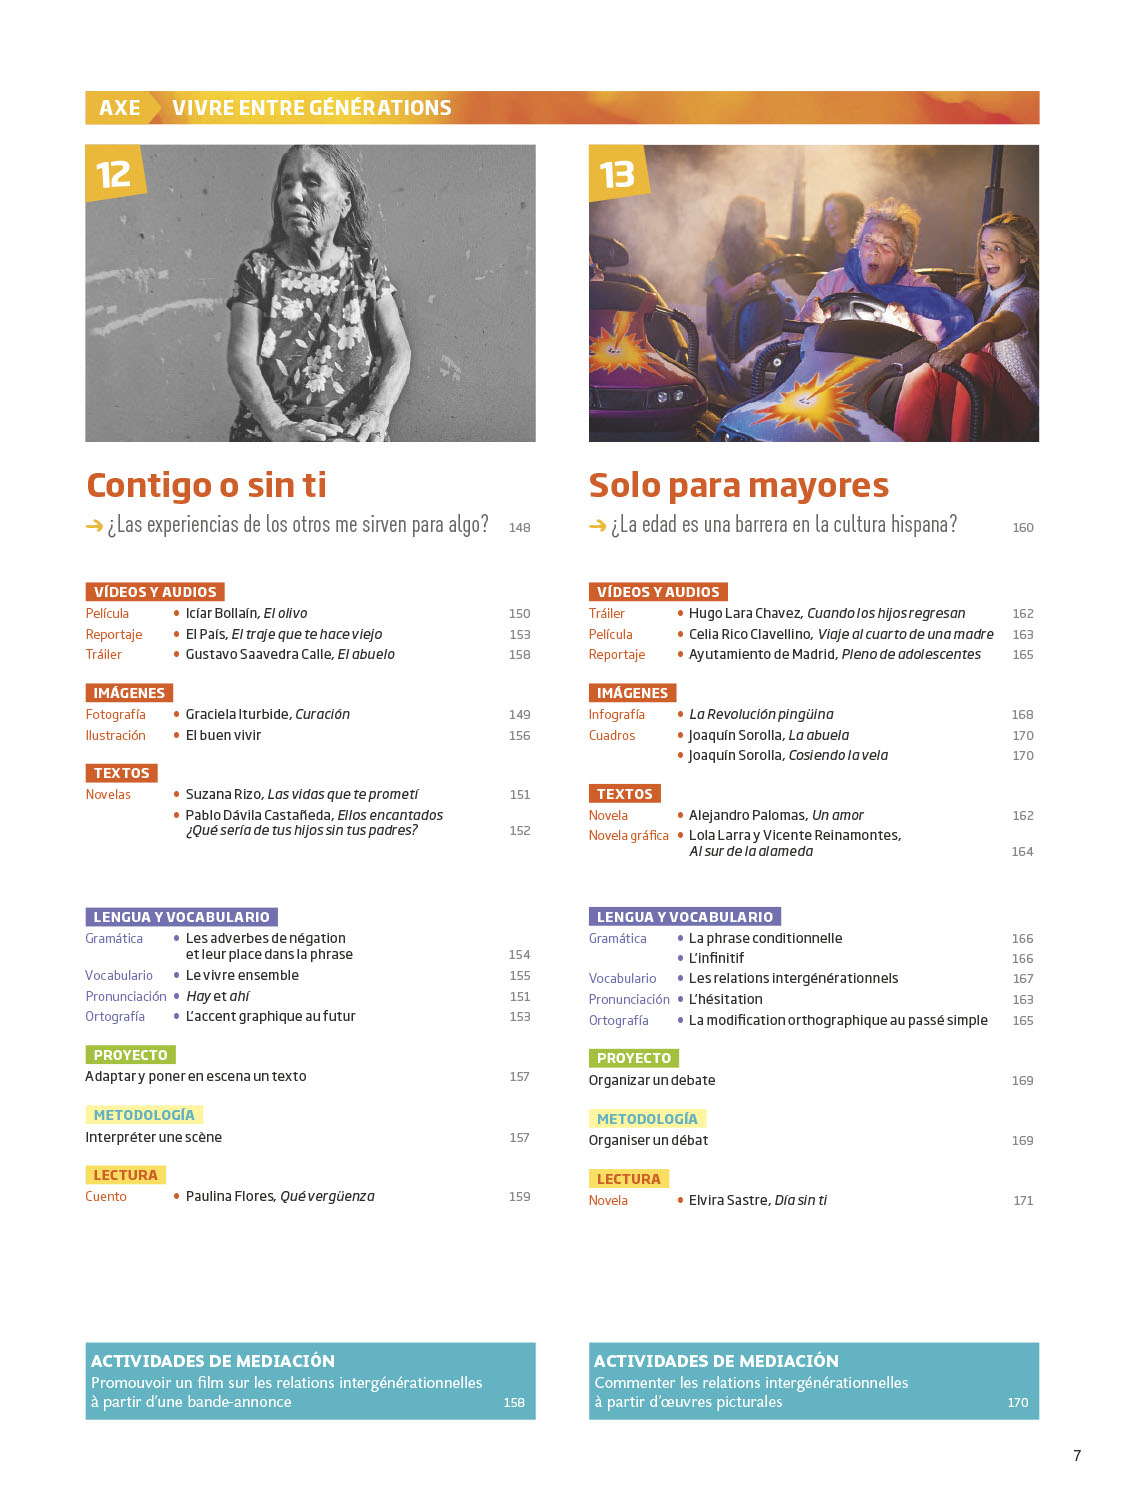 AXE VIVRE ENTRE GÉNÉRATIONS
12
Contigo o sin ti
➔ ¿Las experiencias de los otros me sirven para algo? 148
VÍDEOS Y AUDIOS
Película • Icíar Bollaín, El olivo 150
Reportaje • El País, El traje que te hace viejo 153
Tráiler • Gustavo Saavedra Calle, El abuelo 158
IMÁGENES
Fotografía • Graciela Iturbide, Curación 149
Ilustración • El buen vivir 156
TEXTOS
Novelas • Suzana Rizo, Las vidas que te prometí 151
• Pablo Dávila Castañeda, Ellos encantados
¿Qué sería de tus hijos sin tus padres? 152
LENGUA Y VOCABULARIO
Gramática • Les adverbes de négation
et leur place dans la phrase 154
Vocabulario • Le vivre ensemble 155
Pronunciación • Hay et ahí 151
Ortografía • L'accent graphique au futur 153
PROYECTO
Adaptar y poner en escena un texto 157
METODOLOGÍA
Interpréter une scène 157
LECTURA
Cuento • Paulina Flores, Qué vergüenza 159
ACTIVIDADES DE MEDIACIÓN
Promouvoir un film sur les relations intergénérationnelles
à partir d'une bande-annonce 158
13
Solo para mayores
➔ ¿La edad es una barrera en la cultura hispana? 160
VÍDEOS Y AUDIOS
Tráiler • Hugo Lara Chavez, Cuando los hijos regresan 162
Película • Celia Rico Clavellino, Viaje al cuarto de una madre 163
Reportaje • Ayutamiento de Madrid, Pleno de adolescentes 165
IMÁGENES
Infografía • La Revolución pingüina 168
Cuadros • Joaquín Sorolla, La abuela 170
• Joaquín Sorolla, Cosiendo la vela 170
TEXTOS
Novela • Alejandro Palomas, Un amor 162
Novela gráfica • Lola Larra y Vicente Reinamontes,
Al sur de la alameda 164
LENGUA Y VOCABULARIO
Gramática • La phrase conditionnelle 166
• L'infinitif 166
Vocabulario • Les relations intergénérationnels 167
Pronunciación • L'hésitation 163
Ortografía • La modification orthographique au passé simple 165
PROYECTO
Organizar un debate 169
METODOLOGÍA
Organiser un débat 169
LECTURA
Novela • Elvira Sastre, Día sin ti 171
ACTIVIDADES DE MEDIACIÓN
Commenter les relations intergénérationnelles
à partir d'œuvres picturales 170
7